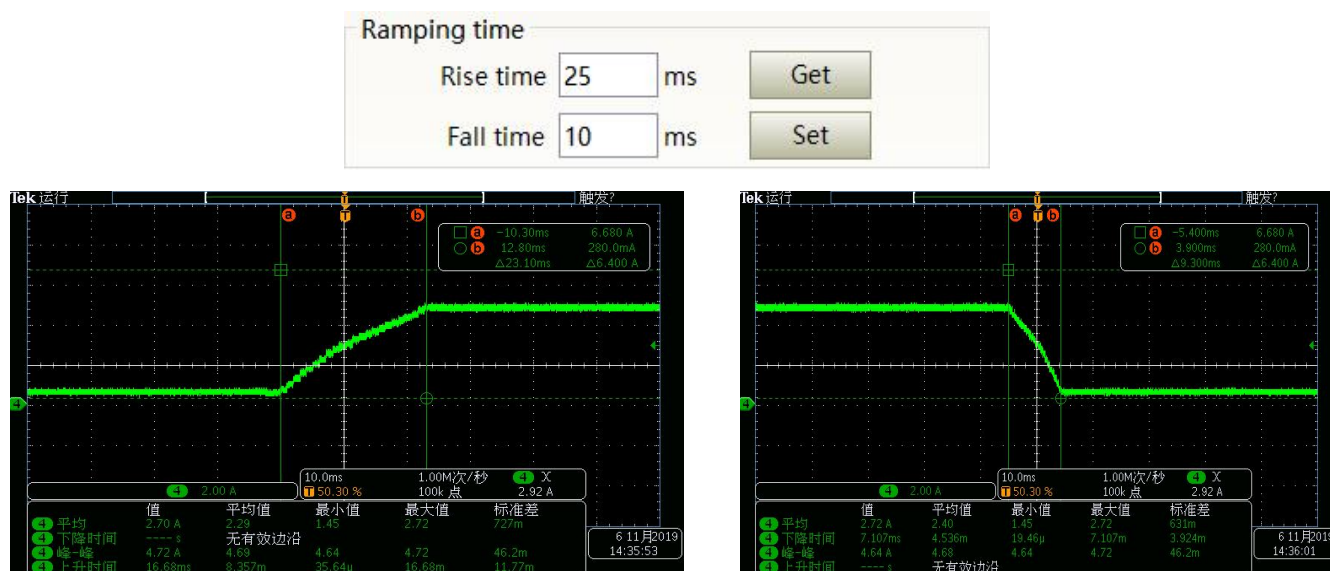 Ramping time
Rise time 25 ms Get
Fall time 10 ms Set
Tek 运行 触发?
a T b
a -10.30ms 6.680 A
b 12.80ms 280.0mA
△23.10ms △6.400 A
4
4 2.00 A
10.0ms 1.00M次/秒 4 X
T 50.30 % 100k 点 2.92 A
值 平均值 最小值 最大值 标准差
4 平均 2.70 A 2.29 1.45 2.72 727m
4 下降时间 ---- s 无有效边沿
4 峰-峰 4.72 A 4.69 4.64 4.72 46.2m
4 上升时间 16.68ms 8.357m 35.64µ 16.68m 11.77m
6 11月2019
14:35:53
Tek 运行 触发?
a T b
a -5.400ms 6.680 A
b 3.900ms 280.0mA
△9.300ms △6.400 A
4
4 2.00 A
10.0ms 1.00M次/秒 4 X
T 50.30 % 100k 点 2.92 A
值 平均值 最小值 最大值 标准差
4 平均 2.72 A 2.40 1.45 2.72 631m
4 下降时间 7.107ms 4.536m 19.46µ 7.107m 3.924m
4 峰-峰 4.64 A 4.68 4.64 4.72 46.2m
4 上升时间 ---- s 无有效边沿
6 11月2019
14:36:01